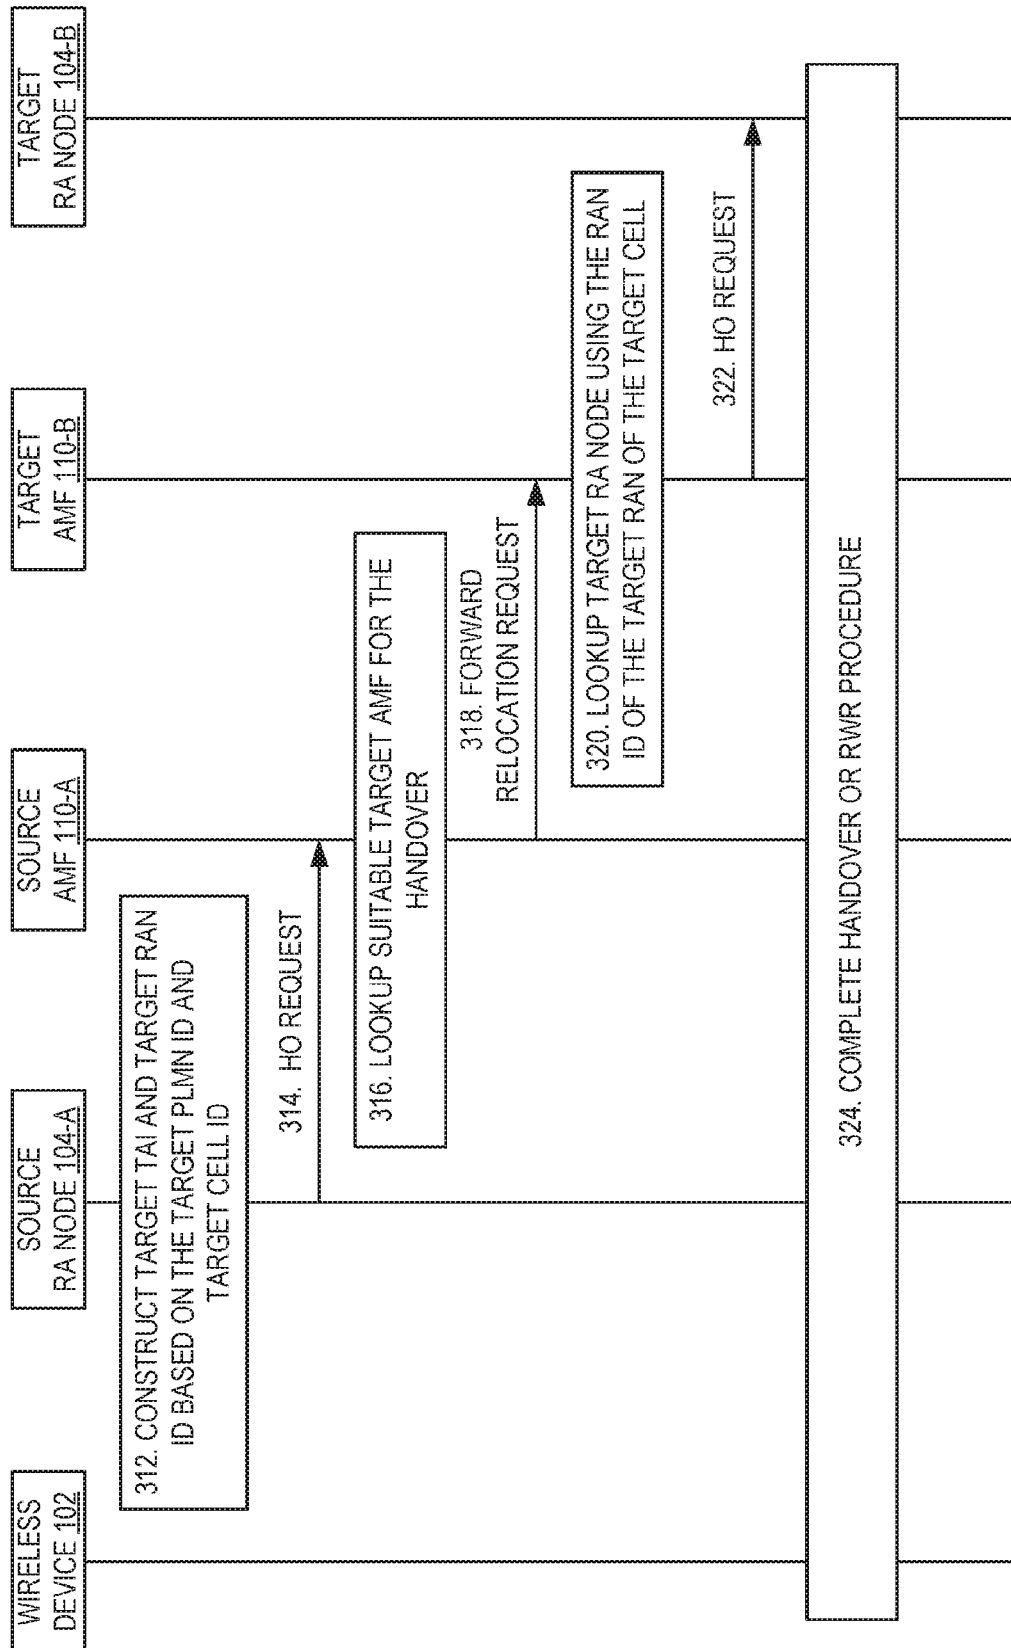 WIRELESS
DEVICE 102
SOURCE
RA NODE 104-A
SOURCE
AMF 110-A
TARGET
AMF 110-B
TARGET
RA NODE 104-B
312. CONSTRUCT TARGET TAI AND TARGET RAN
ID BASED ON THE TARGET PLMN ID AND
TARGET CELL ID
314. HO REQUEST
316. LOOKUP SUITABLE TARGET AMF FOR THE
HANDOVER
318. FORWARD
RELOCATION REQUEST
320. LOOKUP TARGET RA NODE USING THE RAN
ID OF THE TARGET RAN OF THE TARGET CELL
322. HO REQUEST
324. COMPLETE HANDOVER OR RWR PROCEDURE